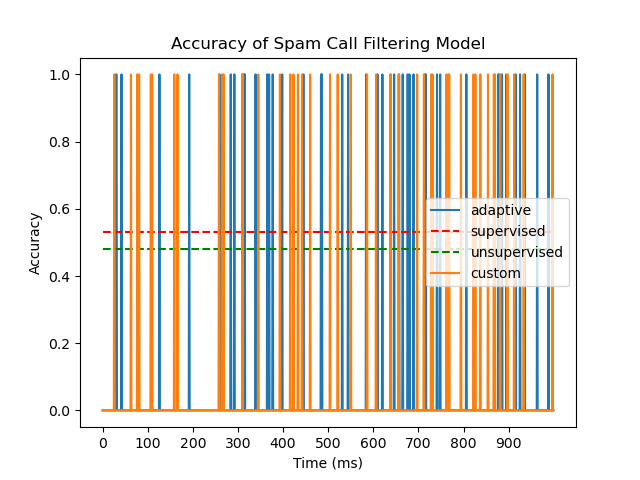 Accuracy of Spam Call Filtering Model
1.0
0.8
0.6
0.4
0.2
0.0
Accuracy
adaptive
supervised
unsupervised
custom
0 100 200 300 400 500 600 700 800 900
Time (ms)